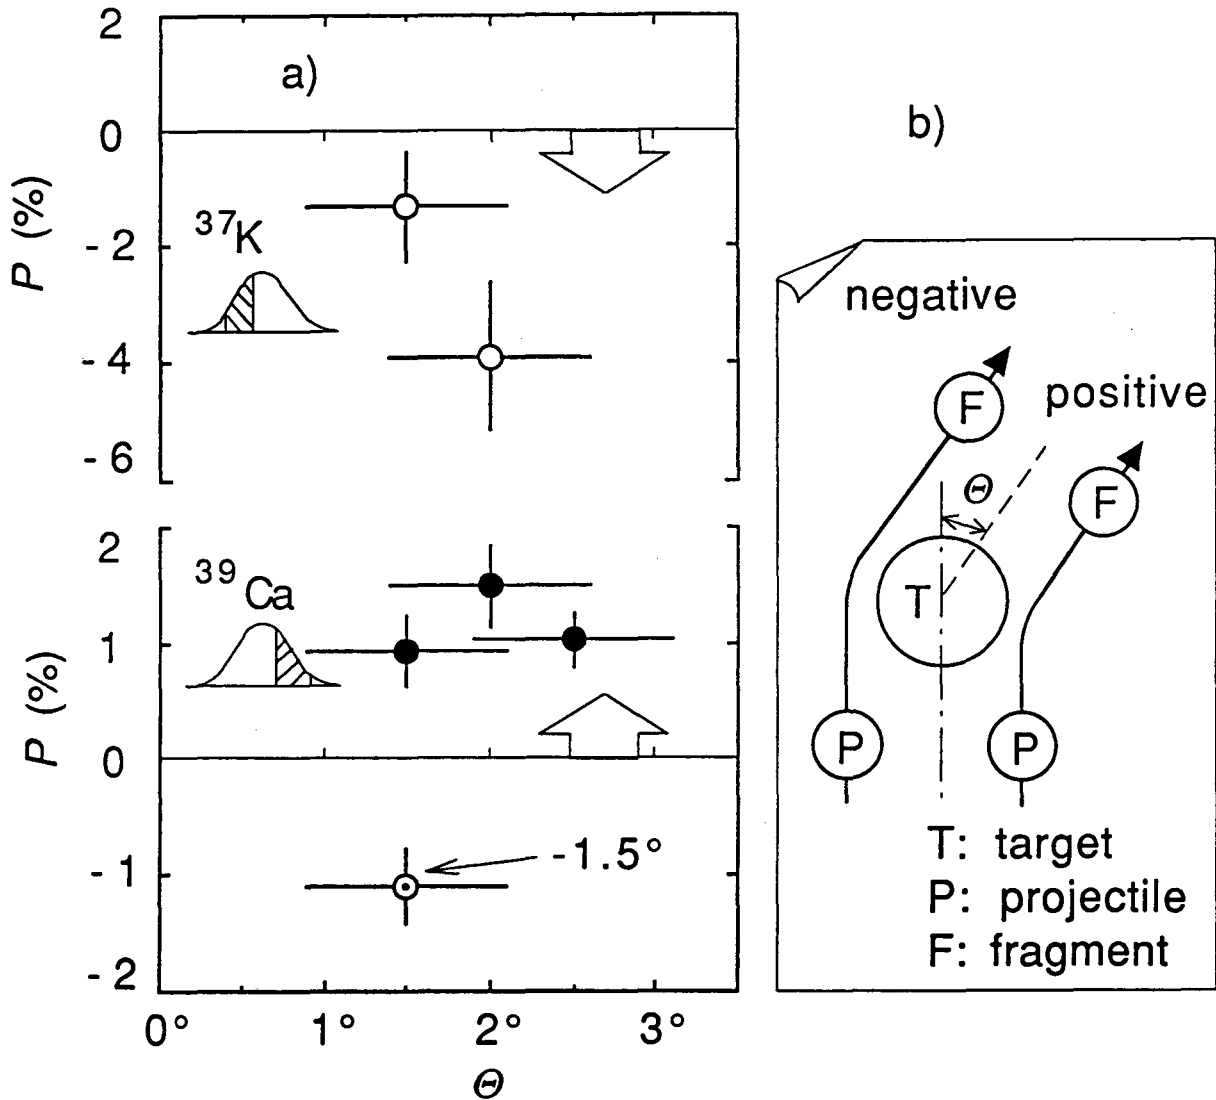 a)
2
0
-2
-4
-6
P (%)
³⁷K
2
1
0
-1
-2
P (%)
³⁹Ca
-1.5°
0°
1°
2°
3°
Θ
b)
negative
positive
F
F
Θ
T
P
P
T: target
P: projectile
F: fragment